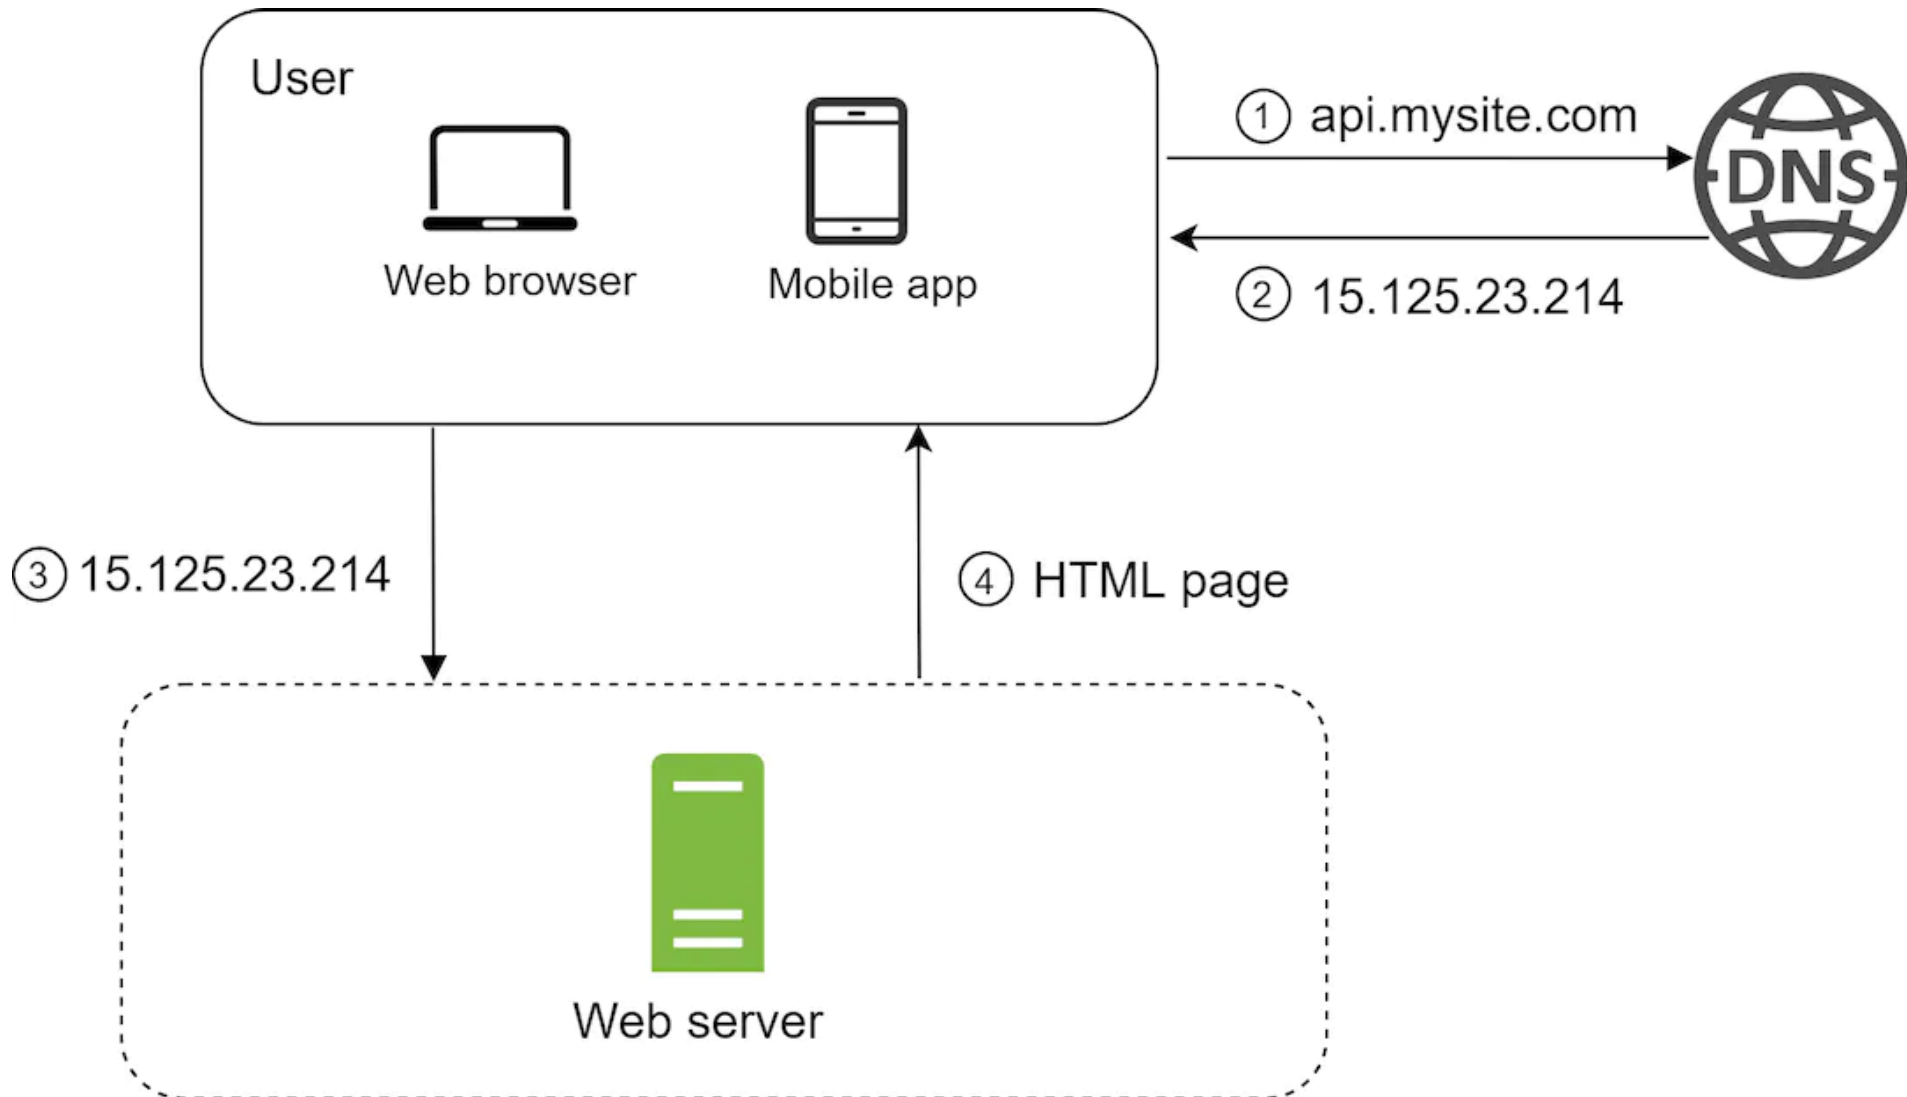 User
Web browser
Mobile app
1 api.mysite.com
DNS
2 15.125.23.214
3 15.125.23.214
4 HTML page
Web server